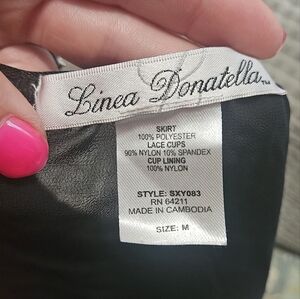 Linea Donatella™
SKIRT
100% POLYESTER
LACE CUPS
90% NYLON 10% SPANDEX
CUP LINING
100% NYLON
STYLE: SXY083
RN 64211
MADE IN CAMBODIA
SIZE: M